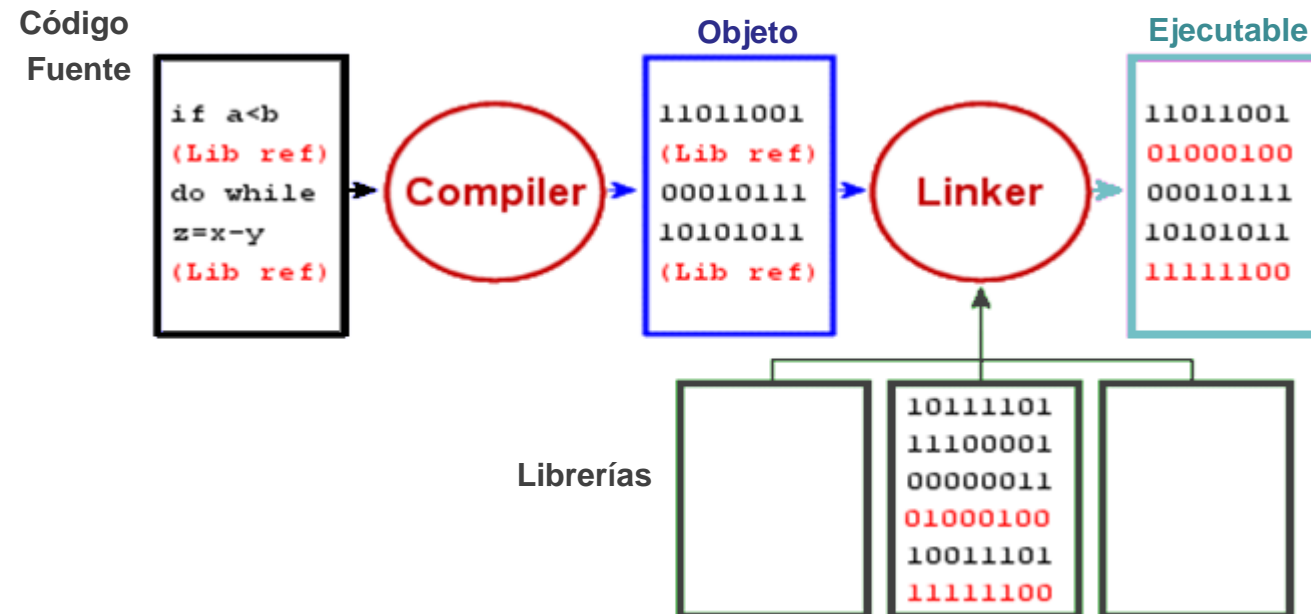 Código
Fuente
if a<b
(Lib ref)
do while
z=x-y
(Lib ref)
Compiler
Objeto
11011001
(Lib ref)
00010111
10101011
(Lib ref)
Linker
Ejecutable
11011001
01000100
00010111
10101011
11111100
Librerías
10111101
11100001
00000011
01000100
10011101
11111100